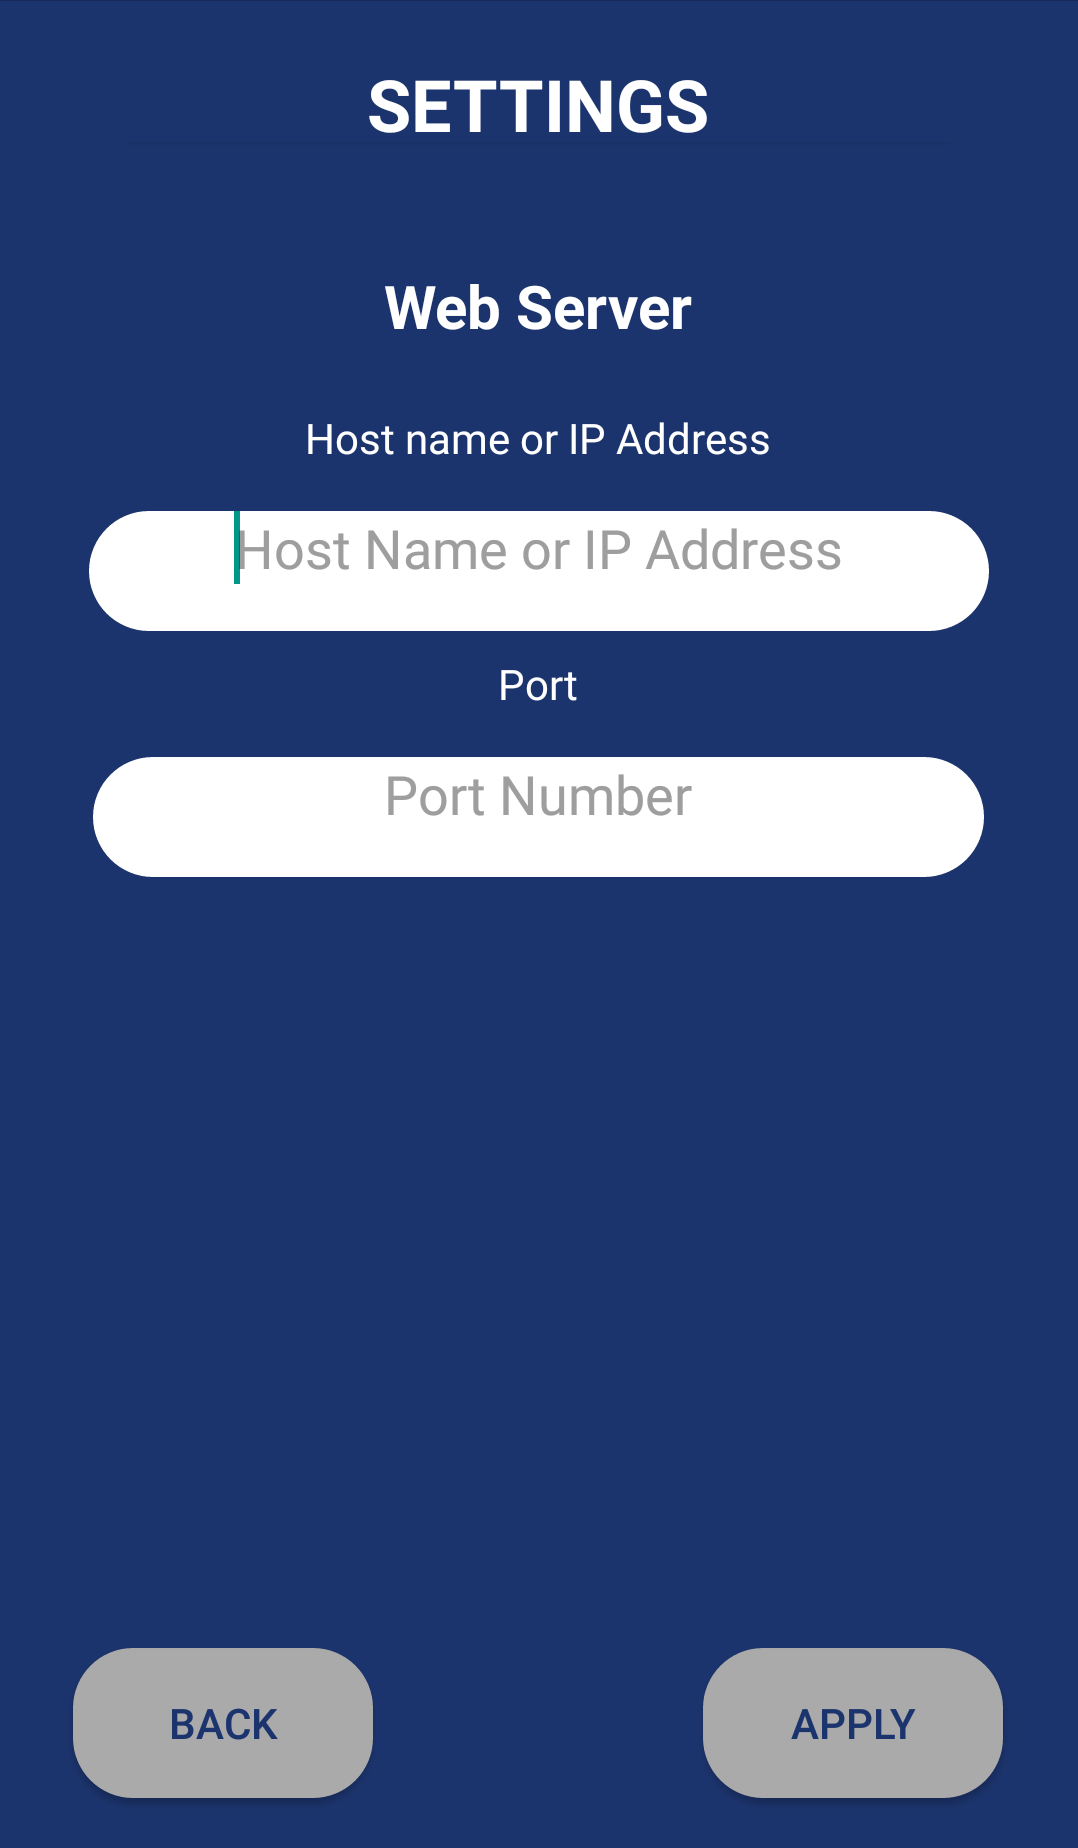 SETTINGS
Web Server
Host name or IP Address
Host Name or IP Address
Port
Port Number
BACK
APPLY